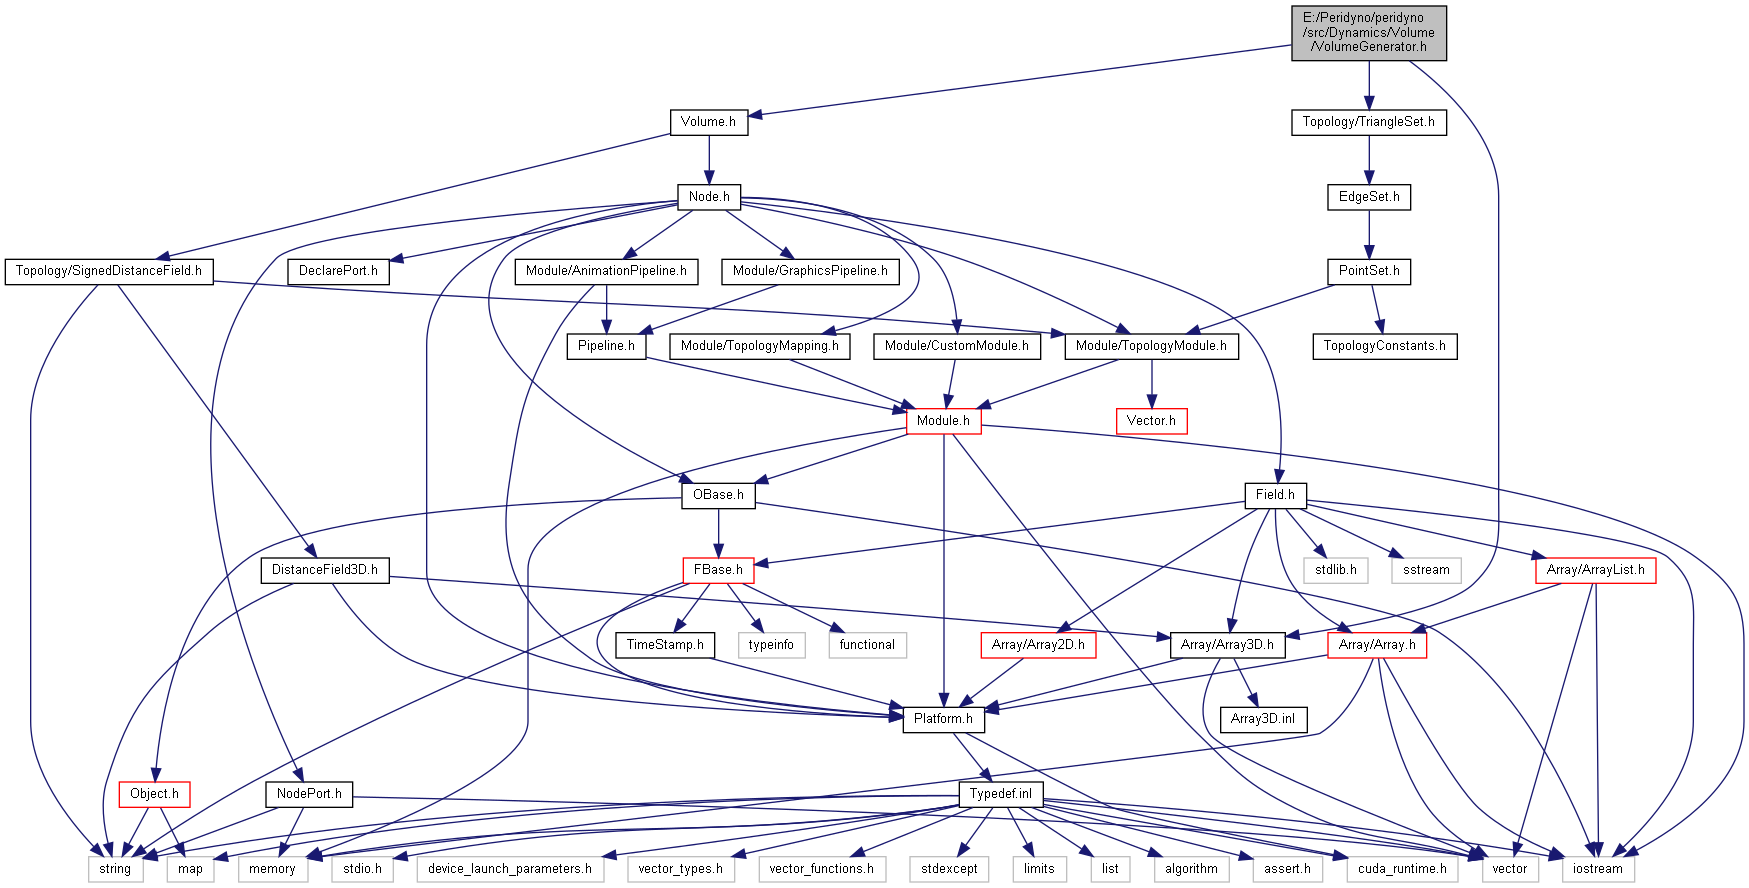 E:/Peridyno/peridyno
/src/Dynamics/Volume
/VolumeGenerator.h
Volume.h
Topology/TriangleSet.h
Node.h
EdgeSet.h
Topology/SignedDistanceField.h
DeclarePort.h
Module/AnimationPipeline.h
Module/GraphicsPipeline.h
PointSet.h
Pipeline.h
Module/TopologyMapping.h
Module/CustomModule.h
Module/TopologyModule.h
TopologyConstants.h
Module.h
Vector.h
OBase.h
Field.h
DistanceField3D.h
FBase.h
stdlib.h
sstream
Array/ArrayList.h
TimeStamp.h
typeinfo
functional
Array/Array2D.h
Array/Array3D.h
Array/Array.h
Platform.h
Array3D.inl
Object.h
NodePort.h
Typedef.inl
string
map
memory
stdio.h
device_launch_parameters.h
vector_types.h
vector_functions.h
stdexcept
limits
list
algorithm
assert.h
cuda_runtime.h
vector
iostream